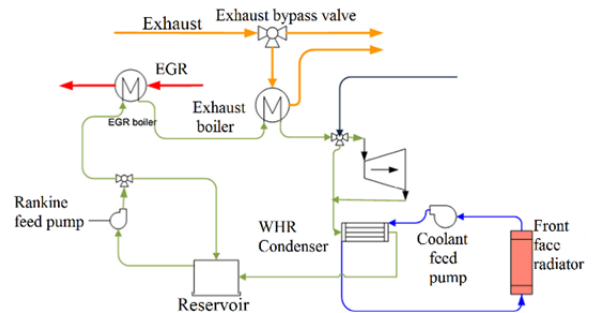 Exhaust bypass valve
Exhaust
EGR
EGR boiler
Exhaust
boiler
Rankine
feed pump
WHR
Condenser
Coolant
feed
pump
Front
face
radiator
Reservoir